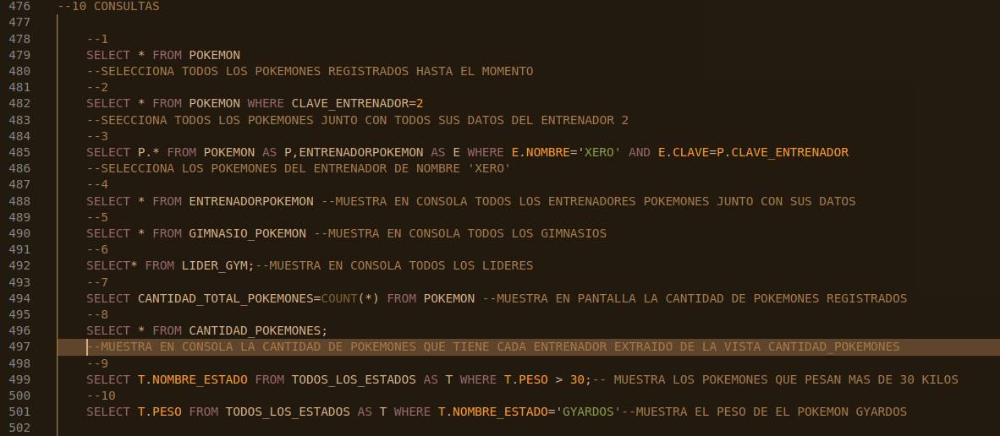 476 --10 CONSULTAS
477
478 --1
479 SELECT * FROM POKEMON
480 --SELECCIONA TODOS LOS POKEMONES REGISTRADOS HASTA EL MOMENTO
481 --2
482 SELECT * FROM POKEMON WHERE CLAVE_ENTRENADOR=2
483 --SEECCIONA TODOS LOS POKEMONES JUNTO CON TODOS SUS DATOS DEL ENTRENADOR 2
484 --3
485 SELECT P.* FROM POKEMON AS P,ENTRENADORPOKEMON AS E WHERE E.NOMBRE='XERO' AND E.CLAVE=P.CLAVE_ENTRENADOR
486 --SELECCIONA LOS POKEMONES DEL ENTRENADOR DE NOMBRE 'XERO'
487 --4
488 SELECT * FROM ENTRENADORPOKEMON --MUESTRA EN CONSOLA TODOS LOS ENTRENADORES POKEMONES JUNTO CON SUS DATOS
489 --5
490 SELECT * FROM GIMNASIO_POKEMON --MUESTRA EN CONSOLA TODOS LOS GIMNASIOS
491 --6
492 SELECT* FROM LIDER_GYM;--MUESTRA EN CONSOLA TODOS LOS LIDERES
493 --7
494 SELECT CANTIDAD_TOTAL_POKEMONES=COUNT(*) FROM POKEMON --MUESTRA EN PANTALLA LA CANTIDAD DE POKEMONES REGISTRADOS
495 --8
496 SELECT * FROM CANTIDAD_POKEMONES;
497 --MUESTRA EN CONSOLA LA CANTIDAD DE POKEMONES QUE TIENE CADA ENTRENADOR EXTRAIDO DE LA VISTA CANTIDAD_POKEMONES
498 --9
499 SELECT T.NOMBRE_ESTADO FROM TODOS_LOS_ESTADOS AS T WHERE T.PESO > 30;-- MUESTRA LOS POKEMONES QUE PESAN MAS DE 30 KILOS
500 --10
501 SELECT T.PESO FROM TODOS_LOS_ESTADOS AS T WHERE T.NOMBRE_ESTADO='GYARDOS'--MUESTRA EL PESO DE EL POKEMON GYARDOS
502